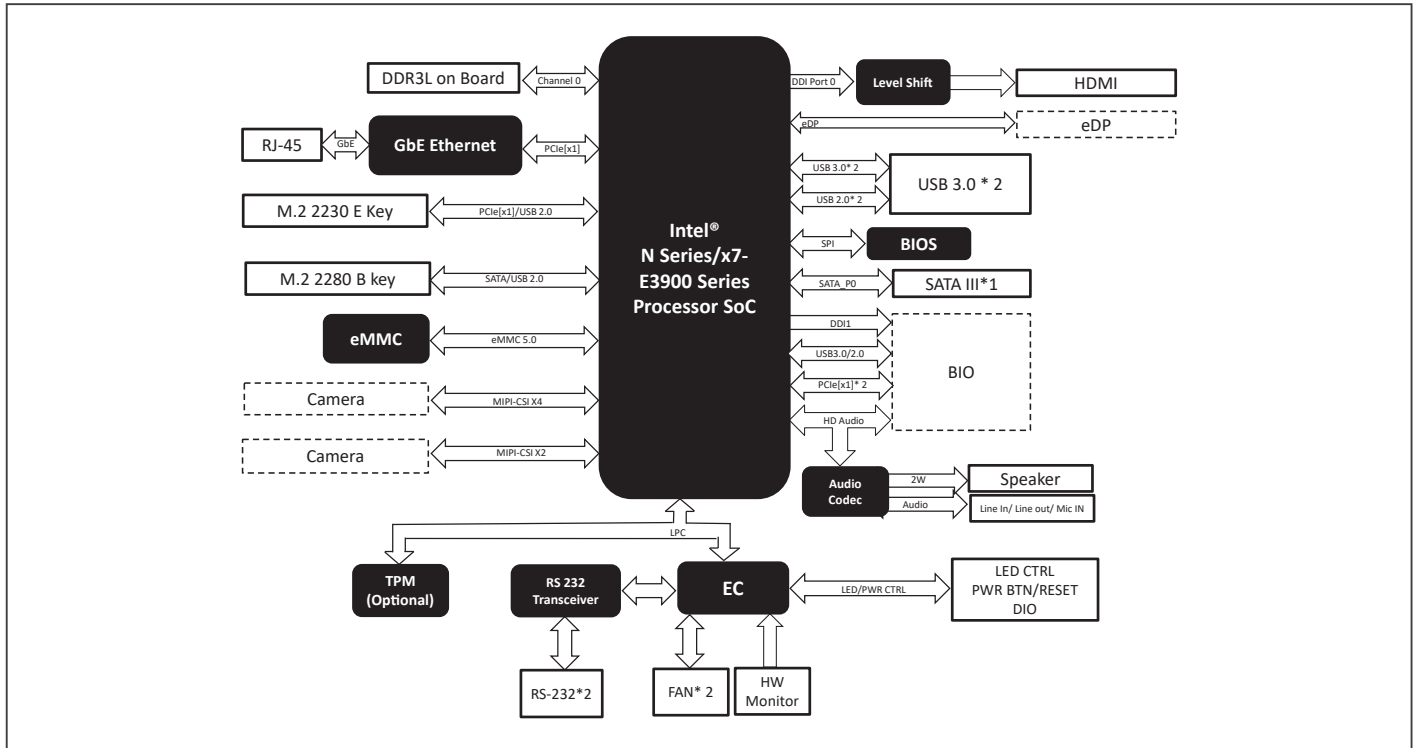 DDR3L on Board
Channel 0
RJ-45
GbE
GbE Ethernet
PCIe[x1]
M.2 2230 E Key
PCIe[x1]/USB 2.0
M.2 2280 B key
SATA/USB 2.0
eMMC
eMMC 5.0
Camera
MIPI-CSI X4
Camera
MIPI-CSI X2
Intel®
N Series/x7-
E3900 Series
Processor SoC
DDI Port 0
Level Shift
HDMI
eDP
eDP
USB 3.0* 2
USB 2.0* 2
USB 3.0 * 2
SPI
BIOS
SATA_P0
SATA III*1
DDI1
USB3.0/2.0
PCIe[x1]* 2
HD Audio
BIO
Audio
Codec
2W
Speaker
Audio
Line In/ Line out/ Mic IN
LPC
TPM
(Optional)
RS 232
Transceiver
EC
LED/PWR CTRL
LED CTRL
PWR BTN/RESET
DIO
RS-232*2
FAN* 2
HW
Monitor